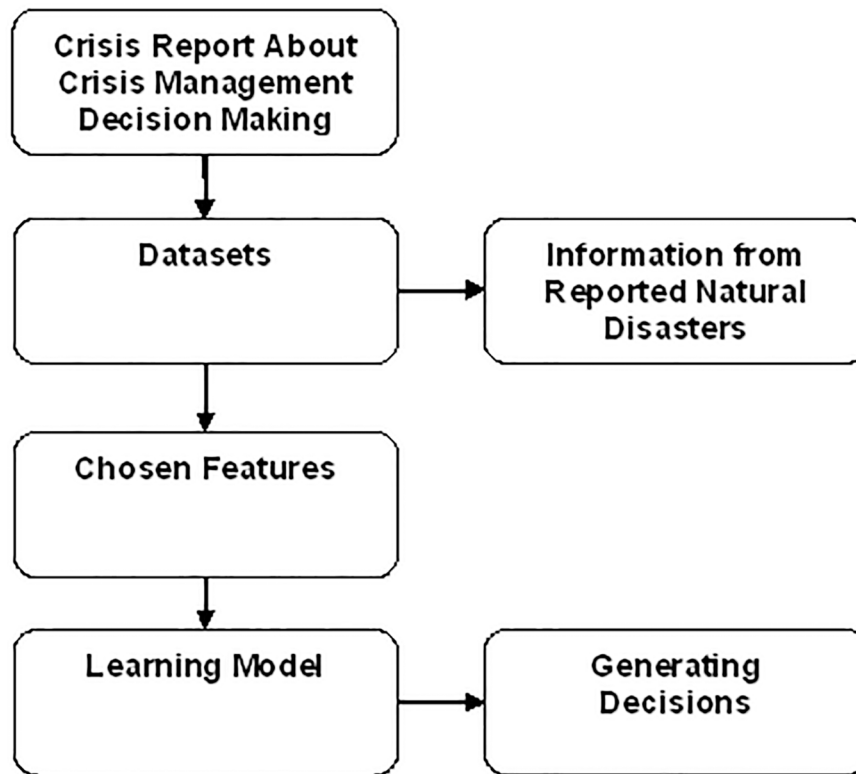 Crisis Report About
Crisis Management
Decision Making
Datasets
Information from
Reported Natural
Disasters
Chosen Features
Learning Model
Generating
Decisions